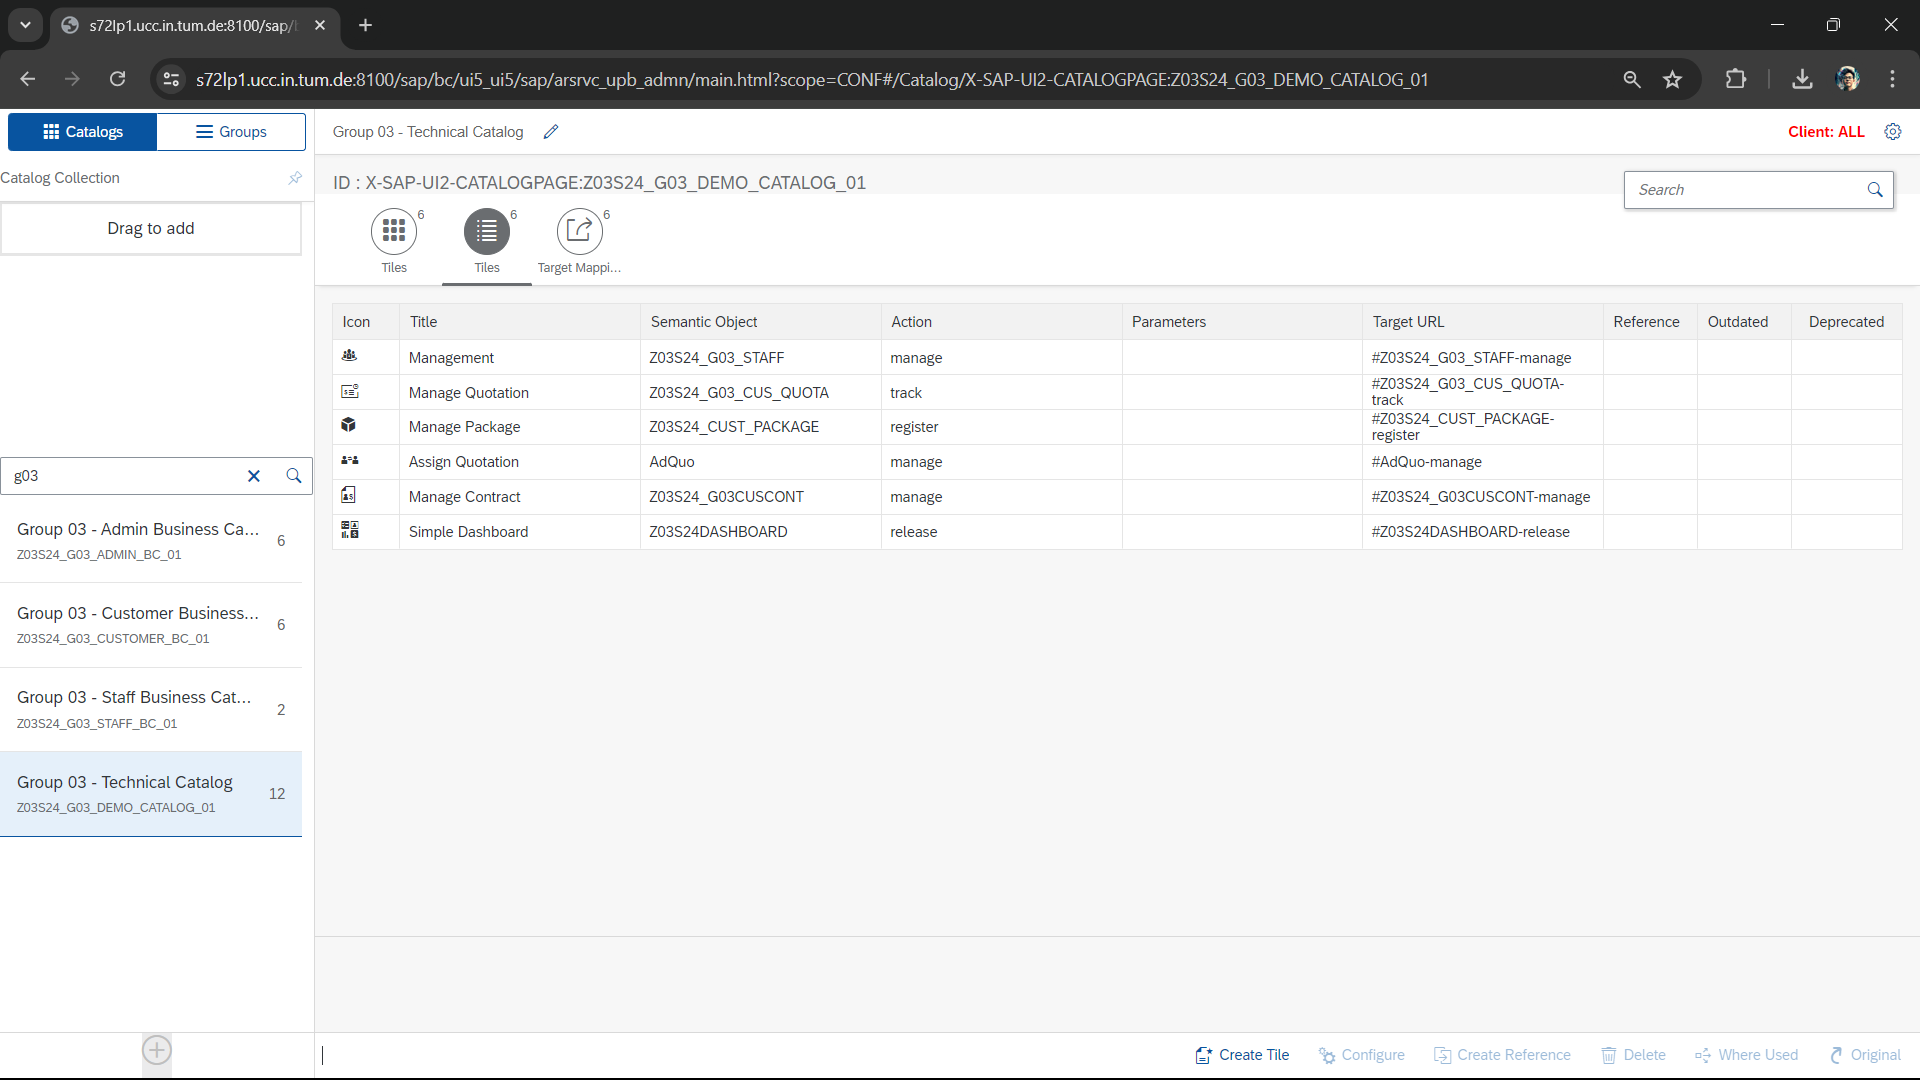 s72lp1.ucc.in.tum.de:8100/sap/
s72lp1.ucc.in.tum.de:8100/sap/bc/ui5_ui5/sap/arsrvc_upb_admn/main.html?scope=CONF#/Catalog/X-SAP-UI2-CATALOGPAGE:Z03S24_G03_DEMO_CATALOG_01
Catalogs
Groups
Group 03 - Technical Catalog
Client: ALL
Catalog Collection
ID : X-SAP-UI2-CATALOGPAGE:Z03S24_G03_DEMO_CATALOG_01
Search
Drag to add
6
6
6
Tiles
Tiles
Target Mappi...
Icon Title Semantic Object Action Parameters Target URL Reference Outdated Deprecated
Management Z03S24_G03_STAFF manage #Z03S24_G03_STAFF-manage
Manage Quotation Z03S24_G03_CUS_QUOTA track #Z03S24_G03_CUS_QUOTA-
track
Manage Package Z03S24_CUST_PACKAGE register #Z03S24_CUST_PACKAGE-
register
Assign Quotation AdQuo manage #AdQuo-manage
Manage Contract Z03S24_G03CUSCONT manage #Z03S24_G03CUSCONT-manage
Simple Dashboard Z03S24DASHBOARD release #Z03S24DASHBOARD-release
g03
Group 03 - Admin Business Ca...
Z03S24_G03_ADMIN_BC_01
6
Group 03 - Customer Business...
Z03S24_G03_CUSTOMER_BC_01
6
Group 03 - Staff Business Cat...
Z03S24_G03_STAFF_BC_01
2
Group 03 - Technical Catalog
Z03S24_G03_DEMO_CATALOG_01
12
Create Tile
Configure
Create Reference
Delete
Where Used
Original